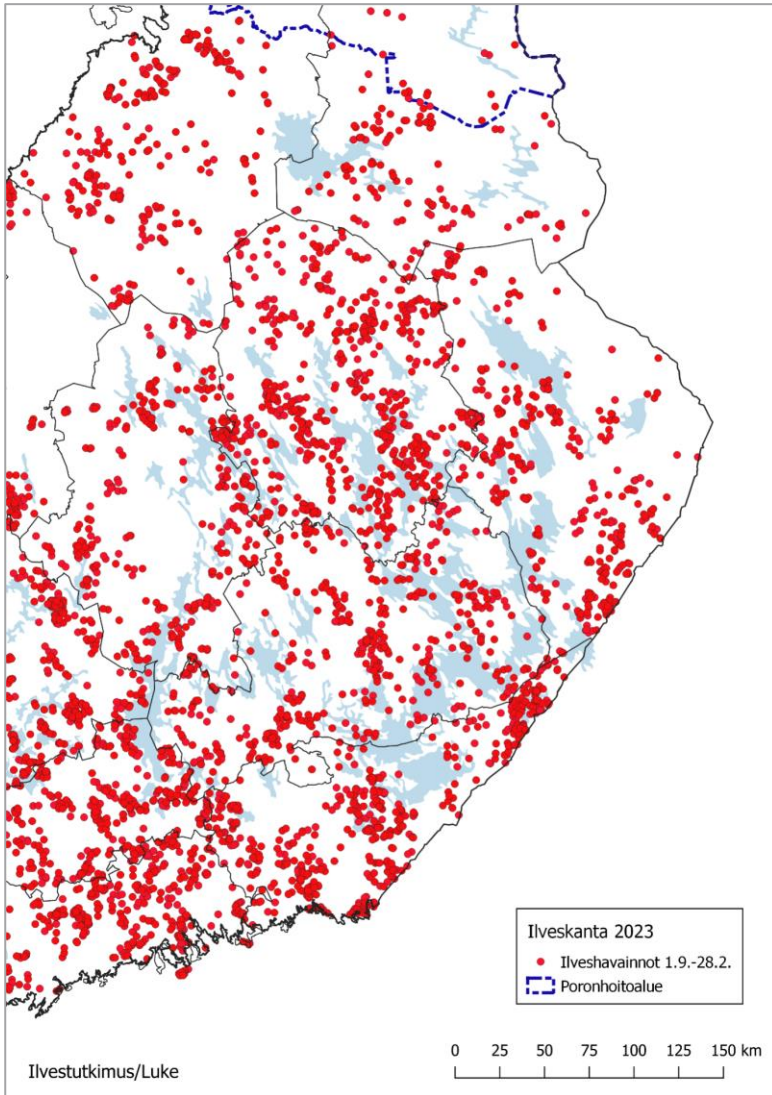 Ilveskanta 2023
Ilveshavainnot 1.9.-28.2.
Poronhoitoalue
0 25 50 75 100 125 150 km
Ilvestutkimus/Luke